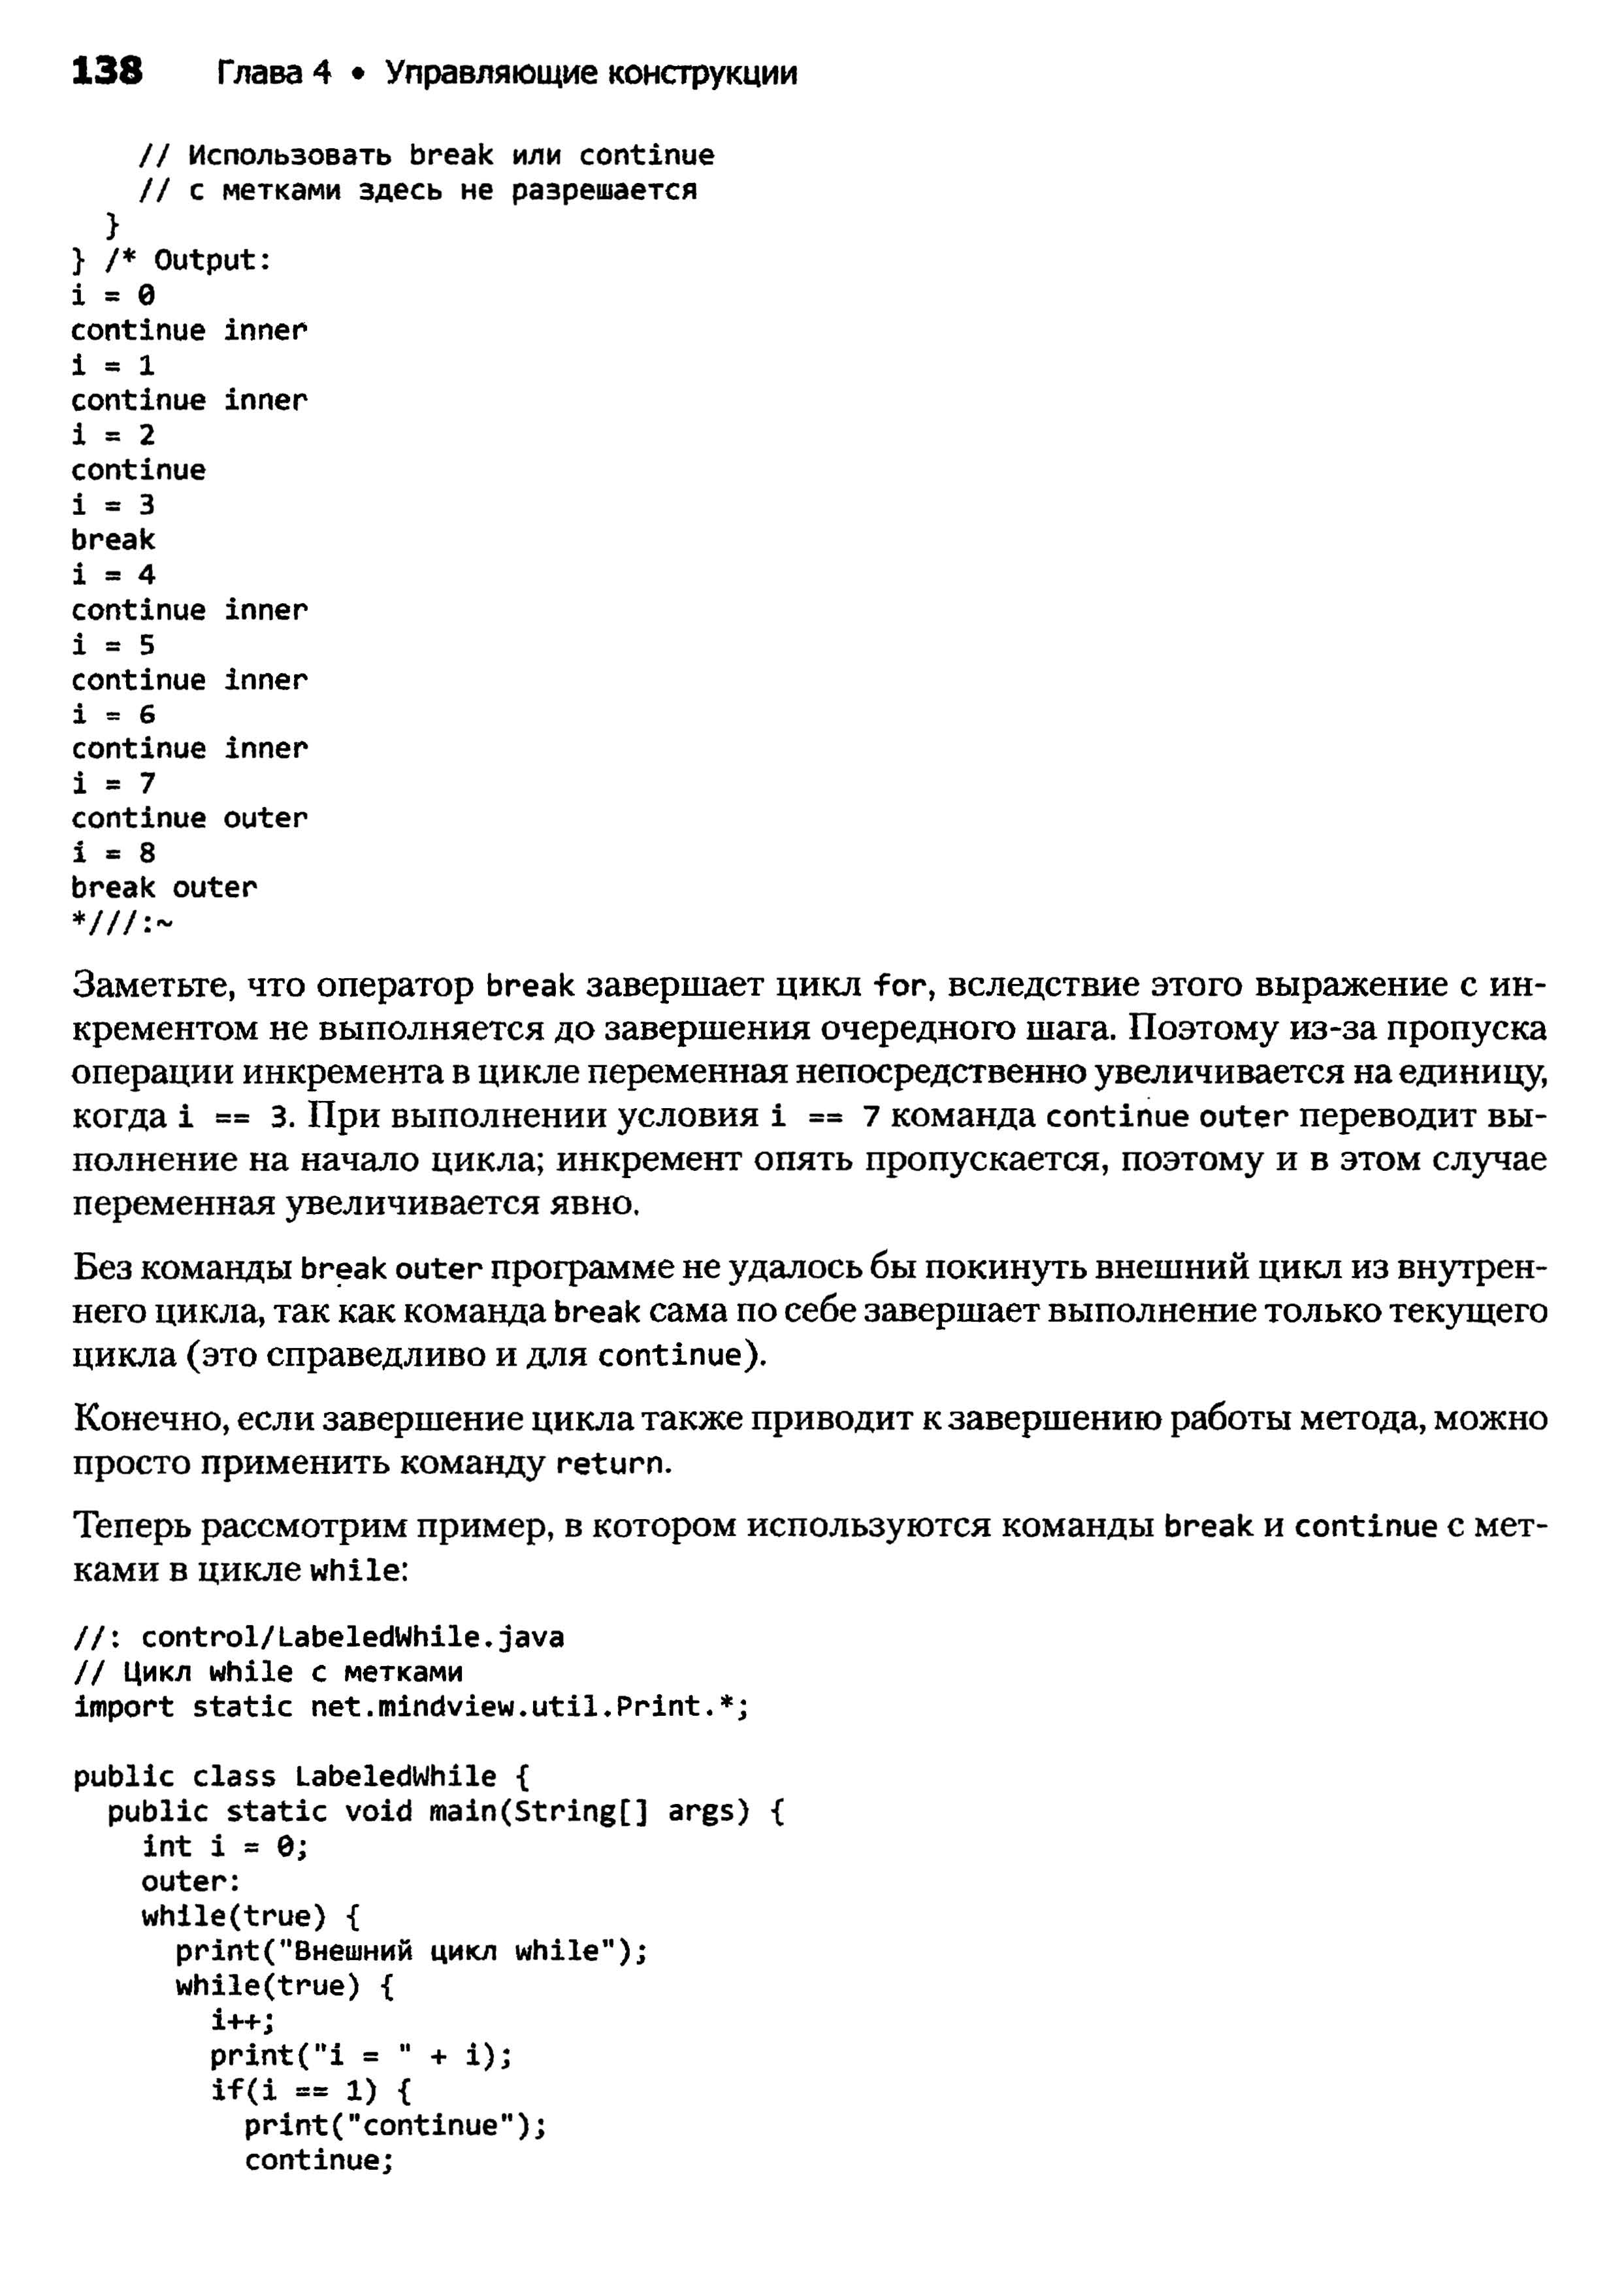 138 Глава 4 • Управляющие конструкции
// Использовать break или continue
// с метками здесь не разрешается
}
} /* Output:
i = 0
continue inner
i = 1
continue inner
i = 2
continue
i = 3
break
i = 4
continue inner
i = 5
continue inner
i = 6
continue inner
i = 7
continue outer
i = 8
break outer
*///:~
Заметьте, что оператор break завершает цикл for, вследствие этого выражение с ин-
крементом не выполняется до завершения очередного шага. Поэтому из-за пропуска
операции инкремента в цикле переменная непосредственно увеличивается на единицу,
когда i == 3. При выполнении условия i == 7 команда continue outer переводит вы-
полнение на начало цикла; инкремент опять пропускается, поэтому и в этом случае
переменная увеличивается явно.
Без команды break outer программе не удалось бы покинуть внешний цикл из внутрен-
него цикла, так как команда break сама по себе завершает выполнение только текущего
цикла (это справедливо и для continue).
Конечно, если завершение цикла также приводит к завершению работы метода, можно
просто применить команду return.
Теперь рассмотрим пример, в котором используются команды break и continue с мет-
ками в цикле while:
//: control/LabeledWhile.java
// Цикл while с метками
import static net.mindview.util.Print.*;
public class LabeledWhile {
public static void main(String[] args) {
int i = 0;
outer:
while(true) {
print("Внешний цикл while");
while(true) {
i++;
print("i = " + i);
if(i == 1) {
print("continue");
continue;